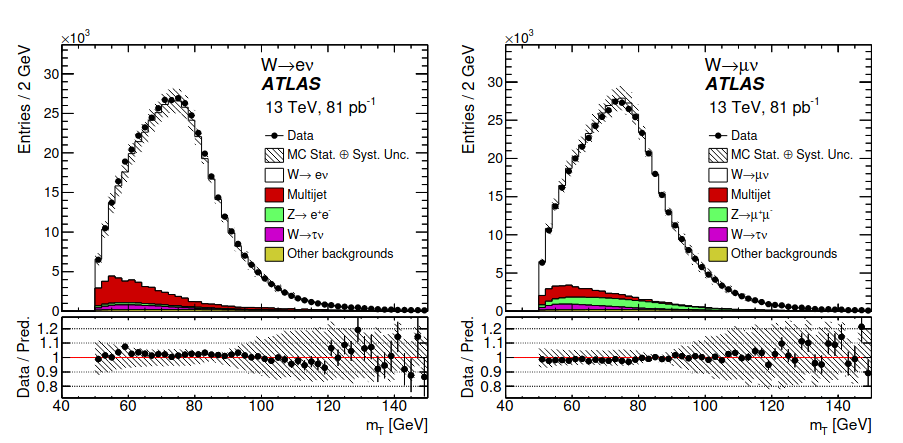 ×10³
Entries / 2 GeV
30
25
20
15
10
5
0
W→eν
ATLAS
13 TeV, 81 pb⁻¹
Data
MC Stat. ⊕ Syst. Unc.
W→ eν
Multijet
Z→ e⁺e⁻
W→τν
Other backgrounds
Data / Pred.
1.2
1.1
1
0.9
0.8
40 60 80 100 120 140
m_T [GeV]
×10³
Entries / 2 GeV
30
25
20
15
10
5
0
W→μν
ATLAS
13 TeV, 81 pb⁻¹
Data
MC Stat. ⊕ Syst. Unc.
W→μν
Multijet
Z→μ⁺μ⁻
W→τν
Other backgrounds
Data / Pred.
1.2
1.1
1
0.9
0.8
40 60 80 100 120 140
m_T [GeV]